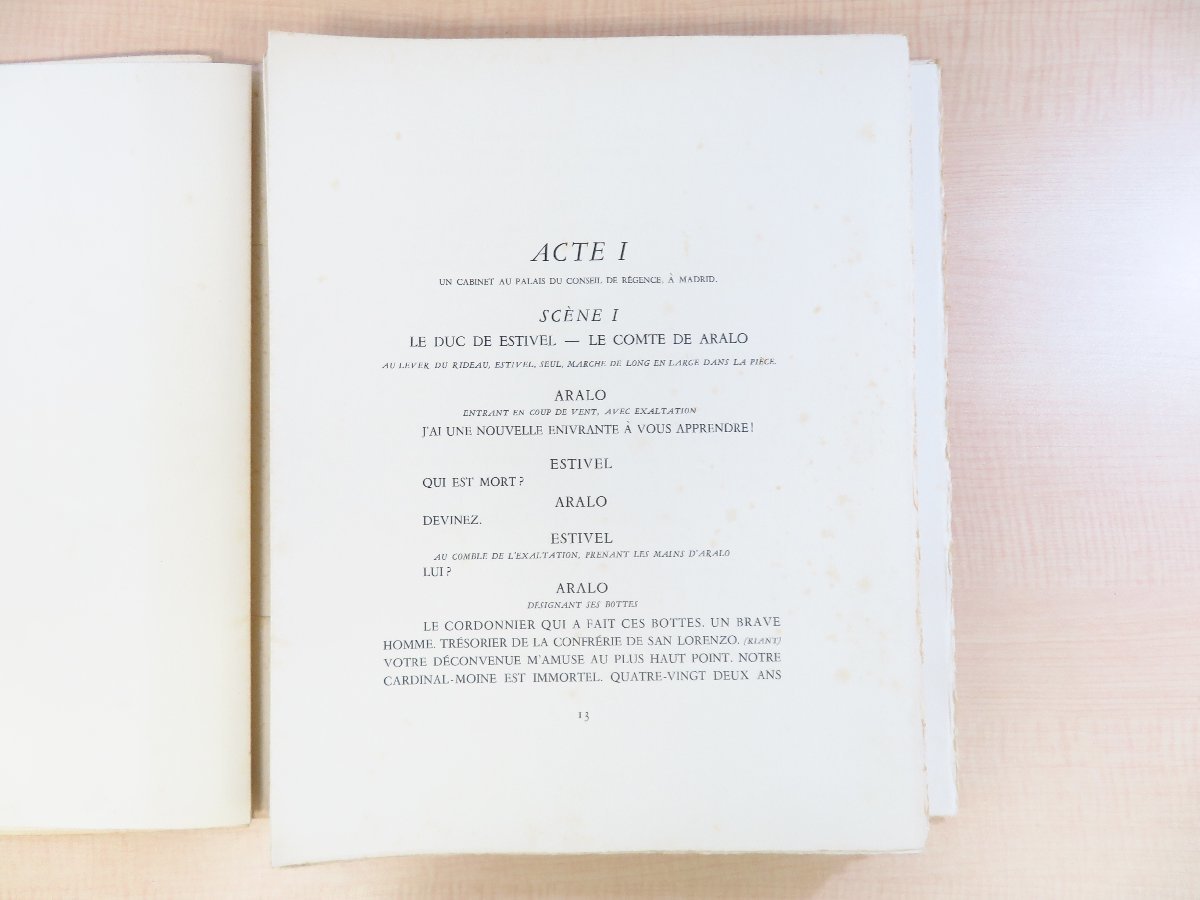 ACTE I
UN CABINET AU PALAIS DU CONSEIL DE RÉGENCE, À MADRID.
SCÈNE I
LE DUC DE ESTIVEL — LE COMTE DE ARALO
AU LEVER DU RIDEAU, ESTIVEL, SEUL, MARCHE DE LONG EN LARGE DANS LA PIÈCE.
ARALO
ENTRANT EN COUP DE VENT, AVEC EXALTATION
J'AI UNE NOUVELLE ENIVRANTE À VOUS APPRENDRE!
ESTIVEL
QUI EST MORT?
ARALO
DEVINEZ.
ESTIVEL
AU COMBLE DE L'EXALTATION, PRENANT LES MAINS D'ARALO
LUI?
ARALO
DÉSIGNANT SES BOTTES
LE CORDONNIER QUI A FAIT CES BOTTES. UN BRAVE
HOMME. TRÉSORIER DE LA CONFRÉRIE DE SAN LORENZO. (RIANT)
VOTRE DÉCONVENUE M'AMUSE AU PLUS HAUT POINT. NOTRE
CARDINAL-MOINE EST IMMORTEL. QUATRE-VINGT DEUX ANS
13